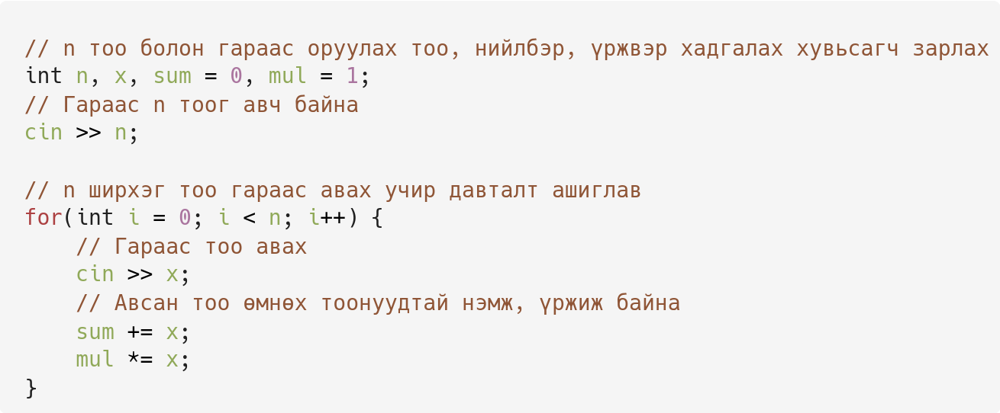 // n тоо болон гараас оруулах тоо, нийлбэр, үржвэр хадгалах хувьсагч зарлах
int n, x, sum = 0, mul = 1;
// Гараас n тоог авч байна
cin >> n;

// n ширхэг тоо гараас авах учир давталт ашиглав
for(int i = 0; i < n; i++) {
    // Гараас тоо авах
    cin >> x;
    // Авсан тоо өмнөх тоонуудтай нэмж, үржиж байна
    sum += x;
    mul *= x;
}